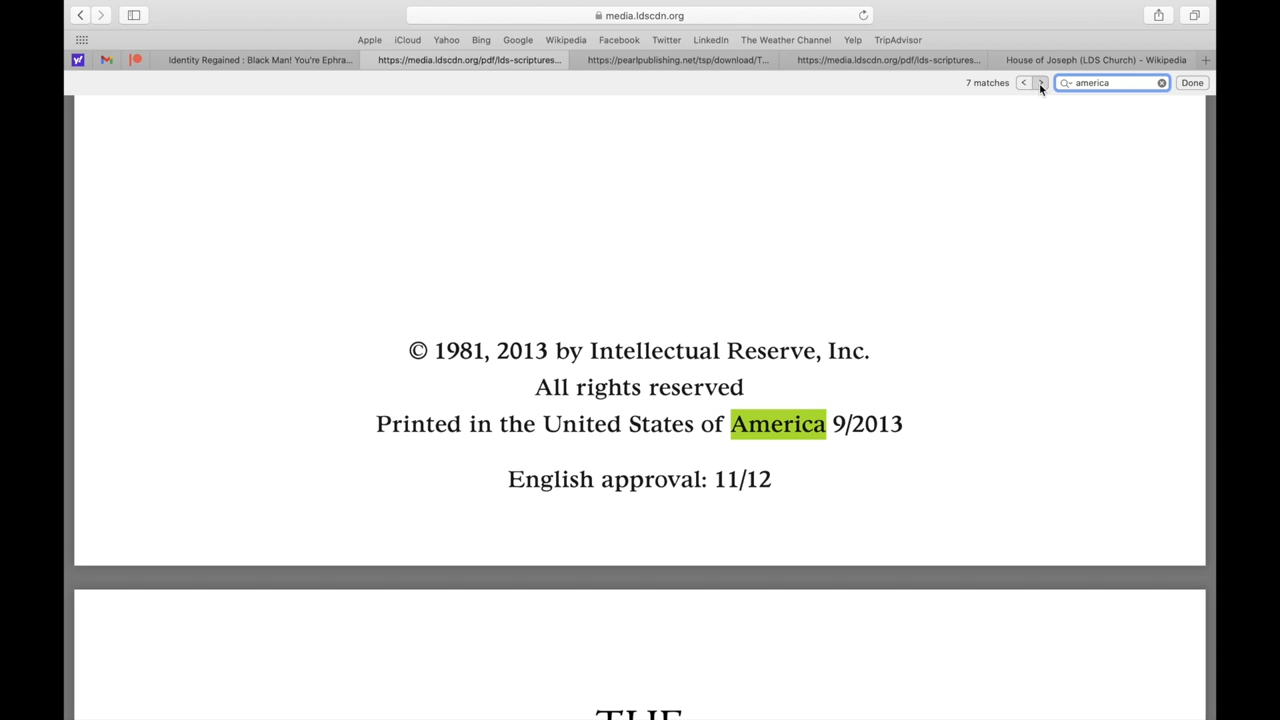 media.ldscdn.org
Apple iCloud Yahoo Bing Google Wikipedia Facebook Twitter LinkedIn The Weather Channel Yelp TripAdvisor
Identity Regained : Black Man! You're Ephra... https://media.ldscdn.org/pdf/lds-scriptures... https://pearlpublishing.net/tsp/download/T... https://media.ldscdn.org/pdf/lds-scriptures... House of Joseph (LDS Church) - Wikipedia
7 matches < > america Done
© 1981, 2013 by Intellectual Reserve, Inc.
All rights reserved
Printed in the United States of America 9/2013
English approval: 11/12
THE